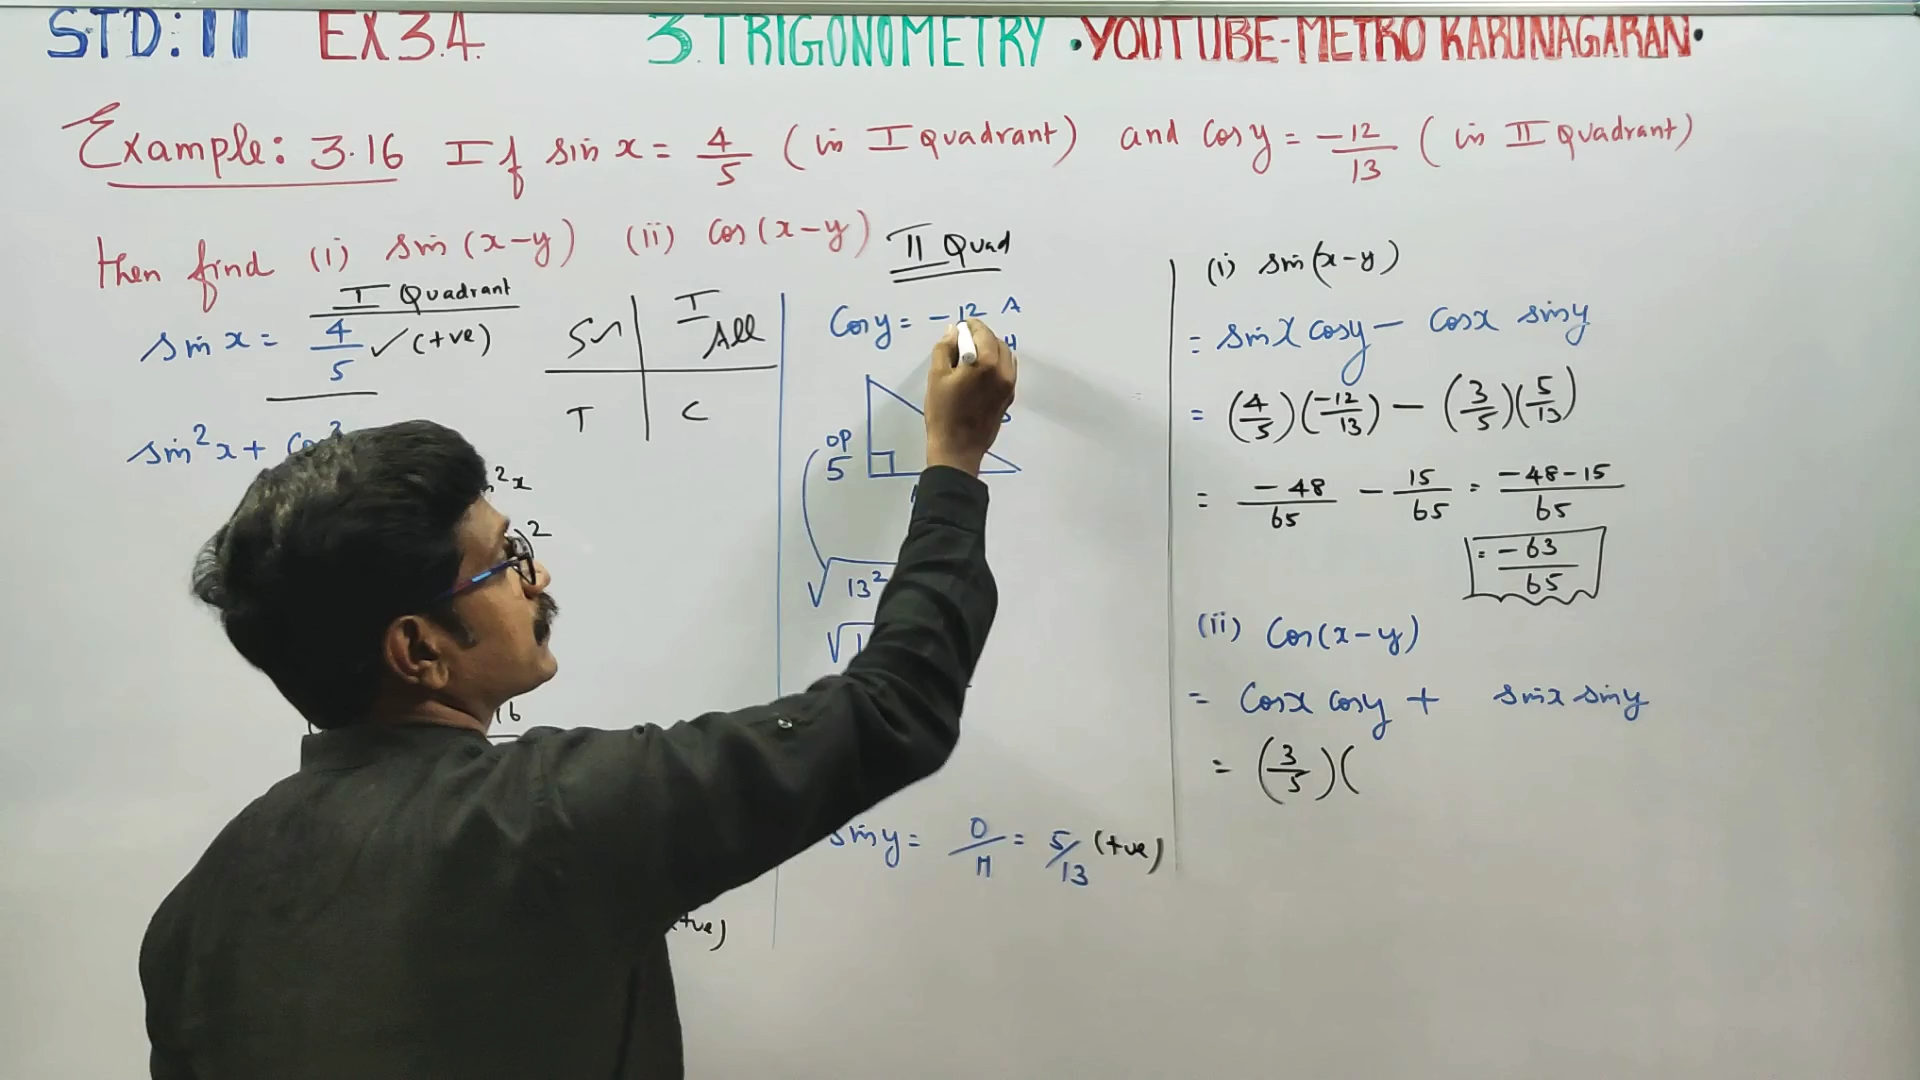 STD: 11 EX 3.4 3. TRIGONOMETRY • YOUTUBE-METRO KARUNAGARAN •
Example: 3.16 If sin x = 4/5 (in I Quadrant) and cos y = -12/13 (in II Quadrant)
then find (i) sin (x-y) (ii) cos (x-y)
I Quadrant
sin x = 4/5 ✓ (+ve)
sin²x +
I
All
T C
II Quad
Cos y = -12 A
OP
5
√13²
sin y = O/H = 5/13 (+ve)
(i) sin (x-y)
= sin x cos y - cos x sin y
= (4/5)(-12/13) - (3/5)(5/13)
= -48/65 - 15/65 = -48-15/65
= -63/65
(ii) Cos (x-y)
= Cos x cos y + sin x sin y
= (3/5)(